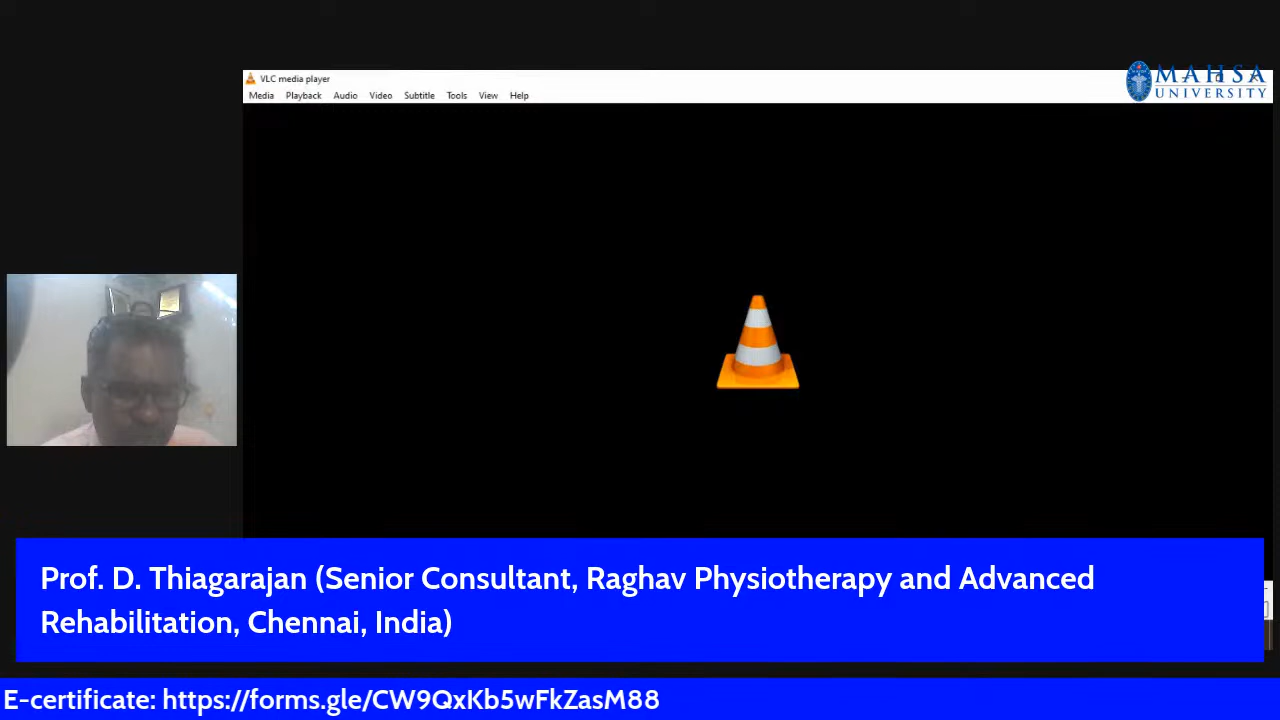 VLC media player
MAHSA
UNIVERSITY
Media Playback Audio Video Subtitle Tools View Help
Prof. D. Thiagarajan (Senior Consultant, Raghav Physiotherapy and Advanced
Rehabilitation, Chennai, India)
E-certificate: https://forms.gle/CW9QxKb5wFkZasM88